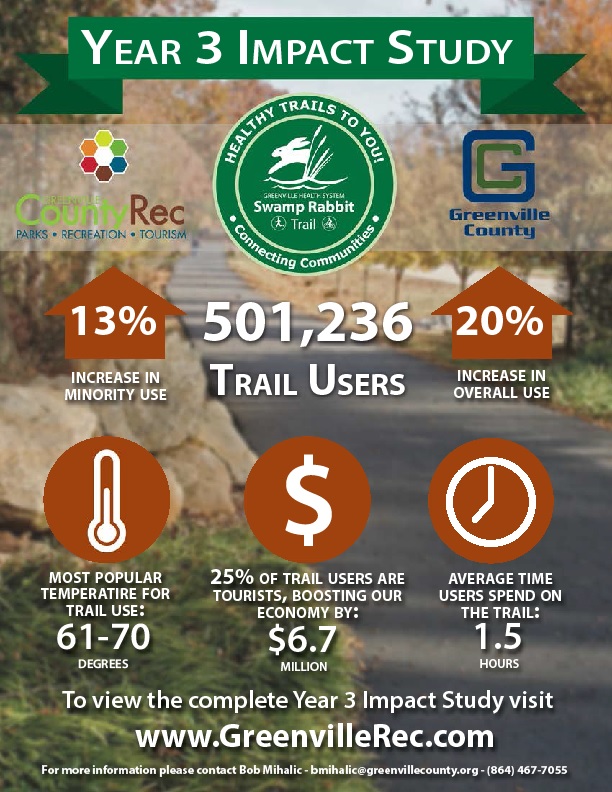 YEAR 3 IMPACT STUDY
HEALTHY TRAILS TO YOU!
GREENVILLE HEALTH SYSTEM
Swamp Rabbit
Trail
Connecting Communities
GREENVILLE
CountyRec
PARKS • RECREATION • TOURISM
Greenville
County
13%
INCREASE IN
MINORITY USE
501,236
TRAIL USERS
20%
INCREASE IN
OVERALL USE
MOST POPULAR
TEMPERATIRE FOR
TRAIL USE:
61-70
DEGREES
25% OF TRAIL USERS ARE
TOURISTS, BOOSTING OUR
ECONOMY BY:
$6.7
MILLION
AVERAGE TIME
USERS SPEND ON
THE TRAIL:
1.5
HOURS
To view the complete Year 3 Impact Study visit
www.GreenvilleRec.com
For more information please contact Bob Mihalic - bmihalic@greenvillecounty.org - (864) 467-7055